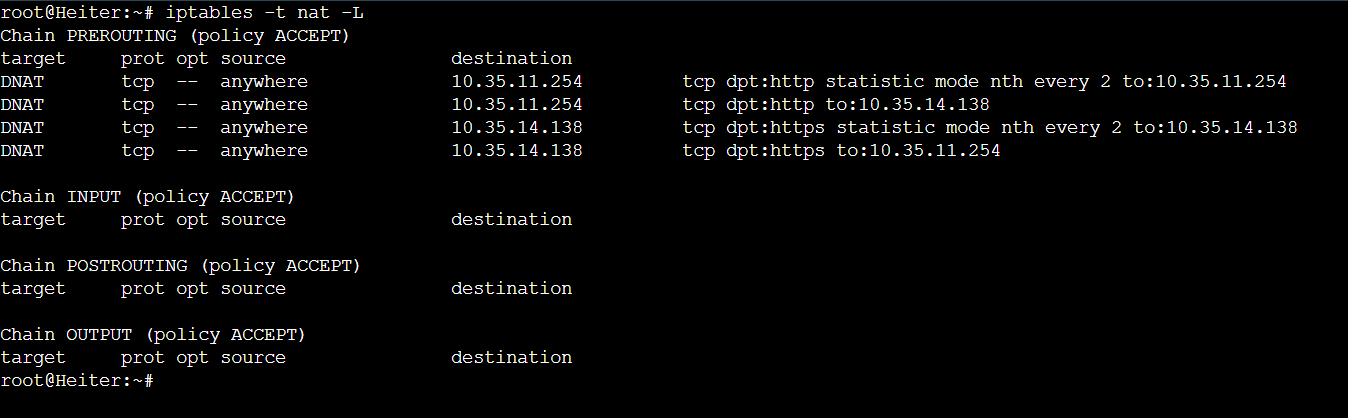 root@Heiter:~# iptables -t nat -L
Chain PREROUTING (policy ACCEPT)
target     prot opt source               destination
DNAT       tcp  --  anywhere             10.35.11.254         tcp dpt:http statistic mode nth every 2 to:10.35.11.254
DNAT       tcp  --  anywhere             10.35.11.254         tcp dpt:http to:10.35.14.138
DNAT       tcp  --  anywhere             10.35.14.138         tcp dpt:https statistic mode nth every 2 to:10.35.14.138
DNAT       tcp  --  anywhere             10.35.14.138         tcp dpt:https to:10.35.11.254

Chain INPUT (policy ACCEPT)
target     prot opt source               destination

Chain POSTROUTING (policy ACCEPT)
target     prot opt source               destination

Chain OUTPUT (policy ACCEPT)
target     prot opt source               destination
root@Heiter:~#